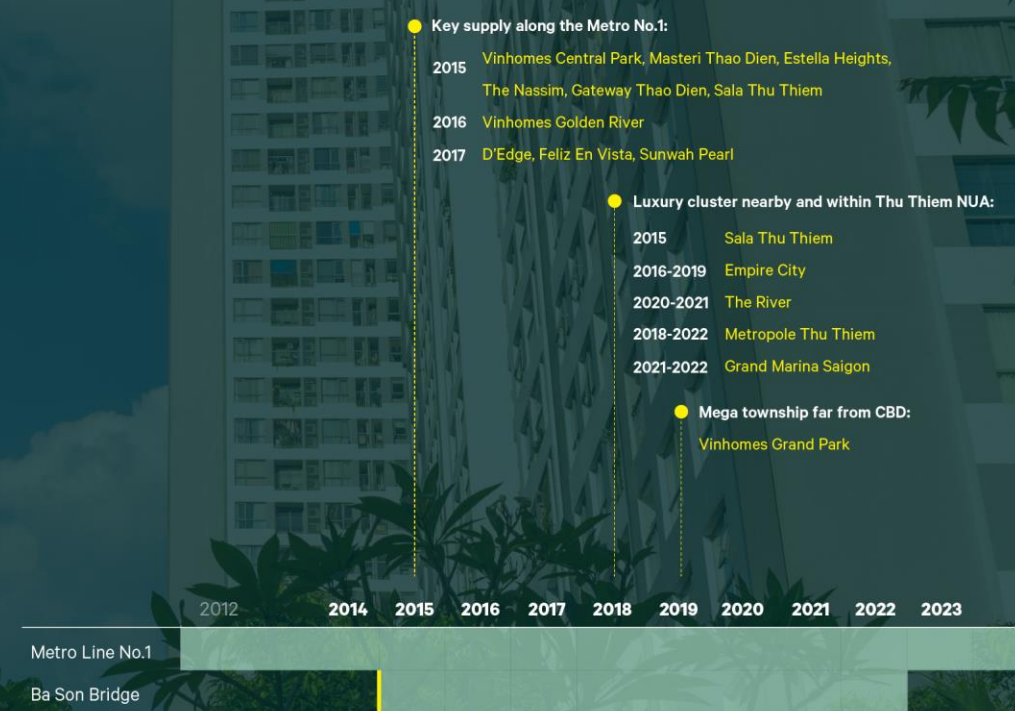 Key supply along the Metro No.1:
2015 Vinhomes Central Park, Masteri Thao Dien, Estella Heights,
The Nassim, Gateway Thao Dien, Sala Thu Thiem
2016 Vinhomes Golden River
2017 D'Edge, Feliz En Vista, Sunwah Pearl
Luxury cluster nearby and within Thu Thiem NUA:
2015 Sala Thu Thiem
2016-2019 Empire City
2020-2021 The River
2018-2022 Metropole Thu Thiem
2021-2022 Grand Marina Saigon
Mega township far from CBD:
Vinhomes Grand Park
2012 2014 2015 2016 2017 2018 2019 2020 2021 2022 2023
Metro Line No.1
Ba Son Bridge